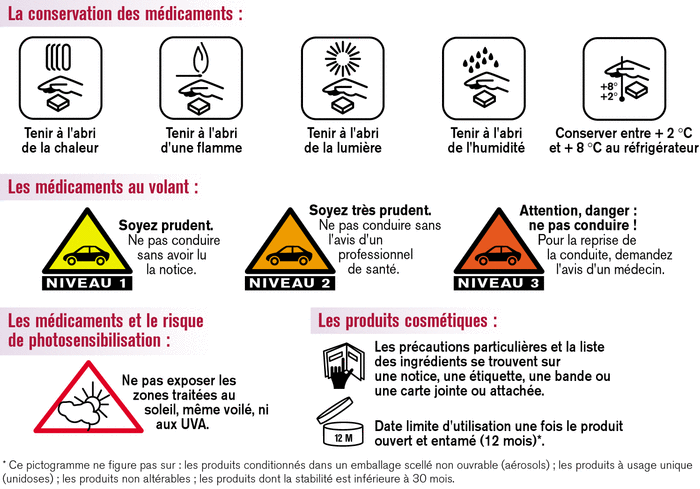 La conservation des médicaments :
+8°
+2°
Tenir à l'abri
de la chaleur
Tenir à l'abri
d'une flamme
Tenir à l'abri
de la lumière
Tenir à l'abri
de l'humidité
Conserver entre + 2 °C
et + 8 °C au réfrigérateur
Les médicaments au volant :
Soyez prudent.
Ne pas conduire
sans avoir lu
la notice.
NIVEAU 1
Soyez très prudent.
Ne pas conduire sans
l'avis d'un
professionnel
de santé.
NIVEAU 2
Attention, danger :
ne pas conduire !
Pour la reprise de
la conduite, demandez
l'avis d'un médecin.
NIVEAU 3
Les médicaments et le risque
de photosensibilisation :
Ne pas exposer les
zones traitées au
soleil, même voilé, ni
aux UVA.
Les produits cosmétiques :
Les précautions particulières et la liste
des ingrédients se trouvent sur
une notice, une étiquette, une bande ou
une carte jointe ou attachée.
12 M
Date limite d'utilisation une fois le produit
ouvert et entamé (12 mois)*.
* Ce pictogramme ne figure pas sur : les produits conditionnés dans un emballage scellé non ouvrable (aérosols) ; les produits à usage unique
(unidoses) ; les produits non altérables ; les produits dont la stabilité est inférieure à 30 mois.